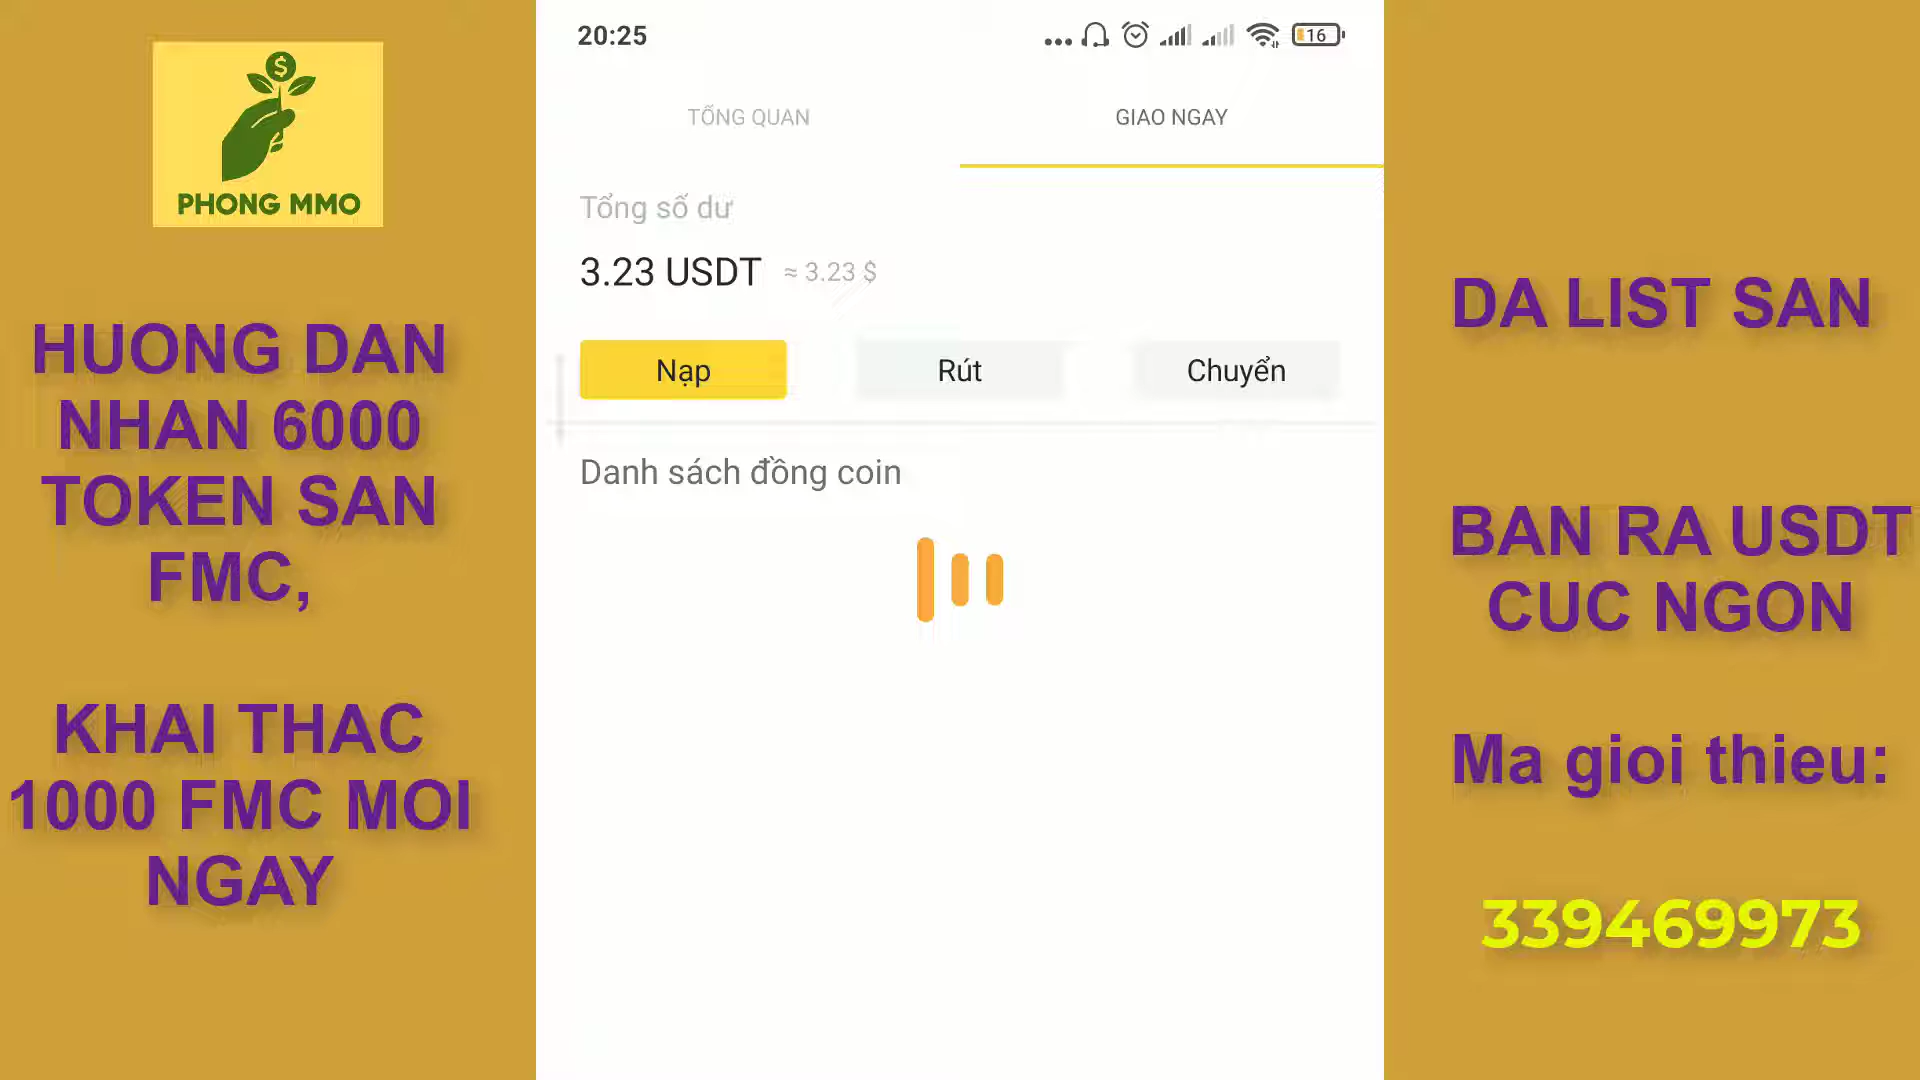 PHONG MMO
HUONG DAN
NHAN 6000
TOKEN SAN
FMC,
KHAI THAC
1000 FMC MOI
NGAY
20:25
16
TỔNG QUAN
GIAO NGAY
Tổng số dư
3.23 USDT ≈ 3.23 $
Nạp
Rút
Chuyển
Danh sách đồng coin
DA LIST SAN
BAN RA USDT
CUC NGON
Ma gioi thieu:
339469973